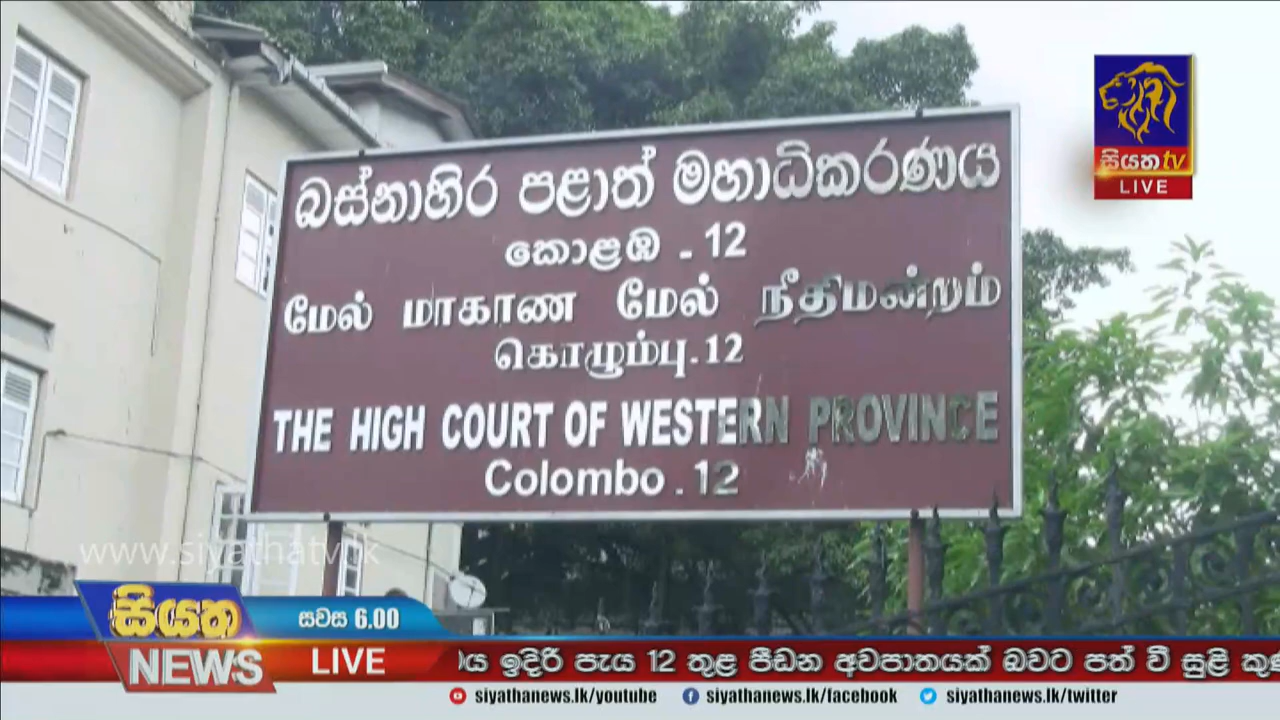 සියත tv
LIVE
බස්නාහිර පළාත් මහාධිකරණය
කොළඹ - 12
மேல் மாகாண மேல் நீதிமன்றம்
கொழும்பு.12
THE HIGH COURT OF WESTERN PROVINCE
Colombo . 12
www.siyathatv.lk
සියත
සවස 6.00
NEWS LIVE
ඉදිරි පැය 12 තුළ පීඩන අවපාතයක් බවට පත් වී සුළි
siyathanews.lk/youtube siyathanews.lk/facebook siyathanews.lk/twitter